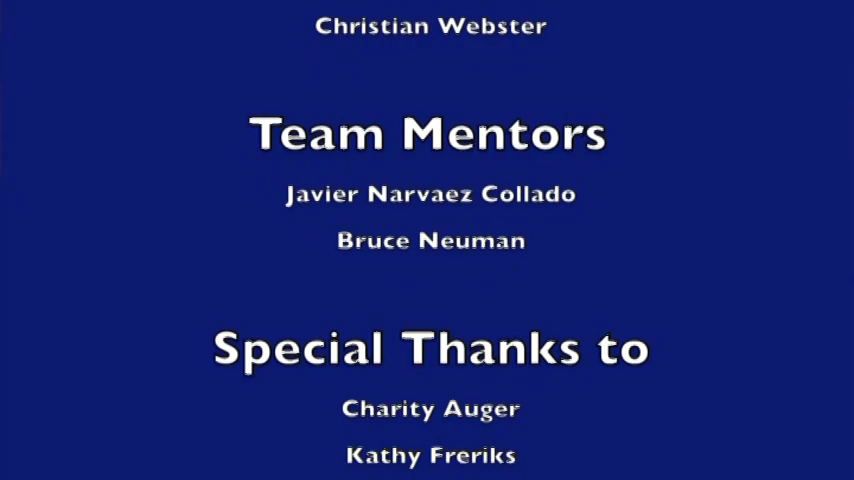 Christian Webster
Team Mentors
Javier Narvaez Collado
Bruce Neuman
Special Thanks to
Charity Auger
Kathy Freriks